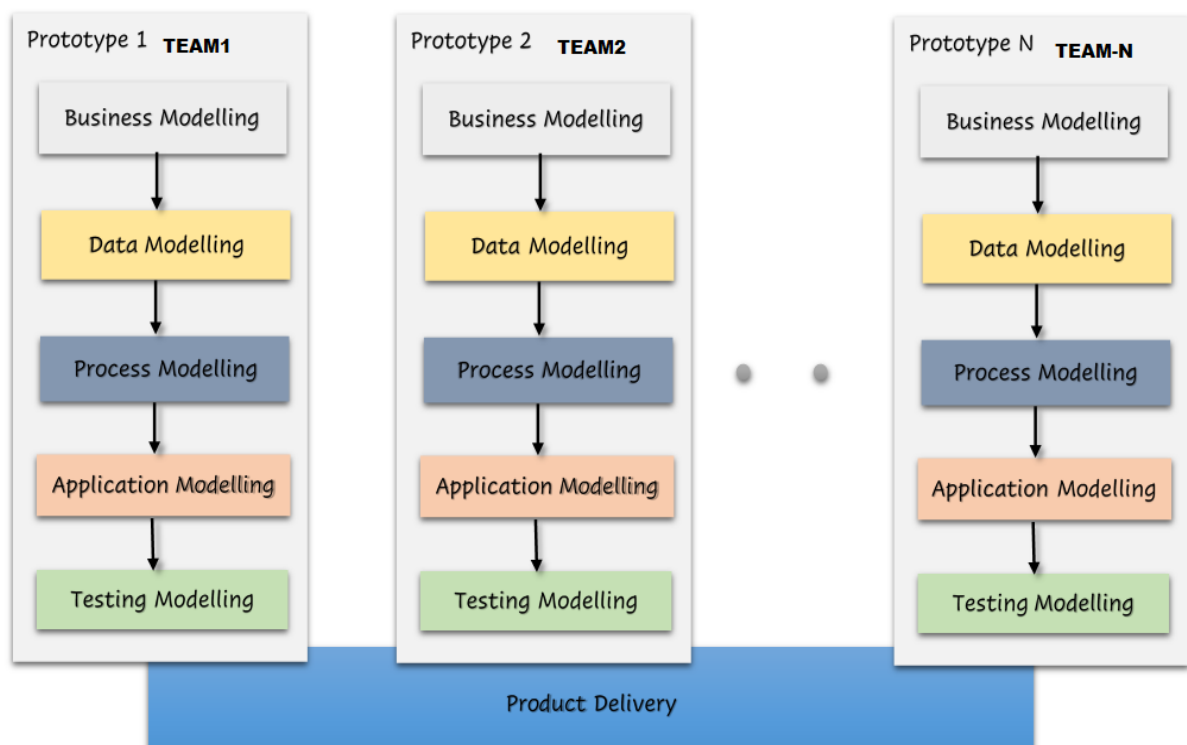 Prototype 1 TEAM1
Business Modelling
Data Modelling
Process Modelling
Application Modelling
Testing Modelling
Prototype 2 TEAM2
Business Modelling
Data Modelling
Process Modelling
Application Modelling
Testing Modelling
Prototype N TEAM-N
Business Modelling
Data Modelling
Process Modelling
Application Modelling
Testing Modelling
Product Delivery